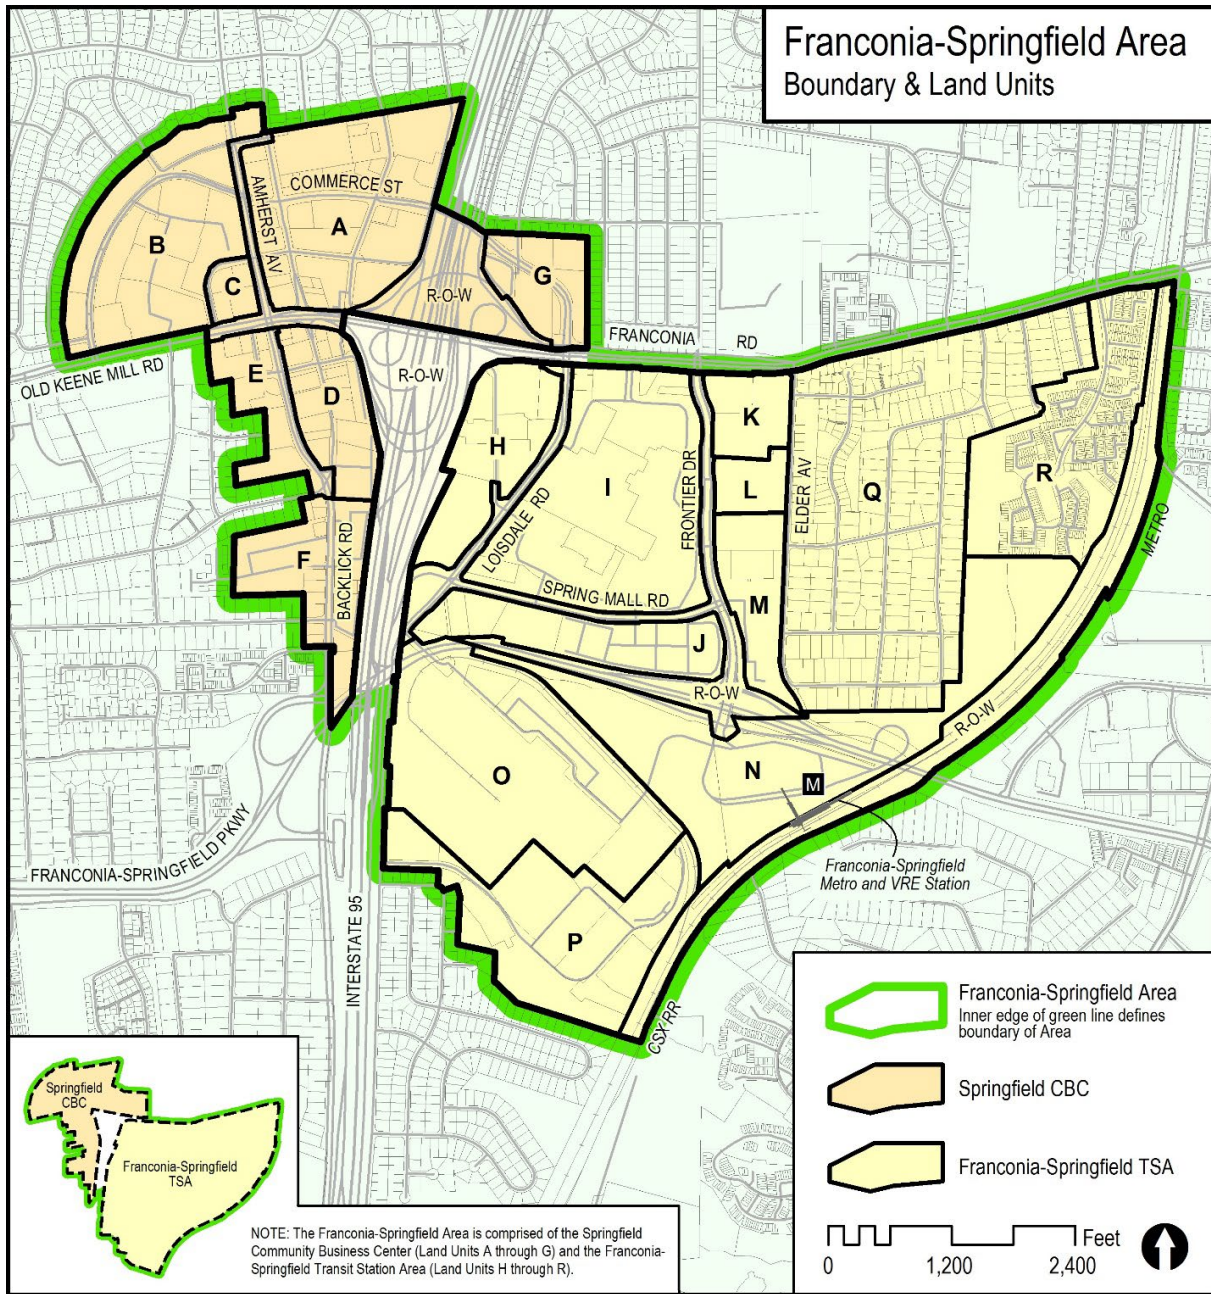 Franconia-Springfield Area
Boundary & Land Units
COMMERCE ST
AMHERST AV
A
B
C
G
R-O-W
FRANCONIA RD
OLD KEENE MILL RD
R-O-W
E
D
K
H
I
FRONTIER DR
L
ELDER AV
Q
R
METRO
LOISDALE RD
F
BACKLICK RD
SPRING MALL RD
M
J
R-O-W
R-O-W
N
M
O
FRANCONIA-SPRINGFIELD PKWY
Franconia-Springfield
Metro and VRE Station
INTERSTATE 95
P
CSX RR
Franconia-Springfield Area
Inner edge of green line defines
boundary of Area
Springfield CBC
Franconia-Springfield TSA
Feet
0 1,200 2,400
Springfield
CBC
Franconia-Springfield
TSA
NOTE: The Franconia-Springfield Area is comprised of the Springfield
Community Business Center (Land Units A through G) and the Franconia-
Springfield Transit Station Area (Land Units H through R).